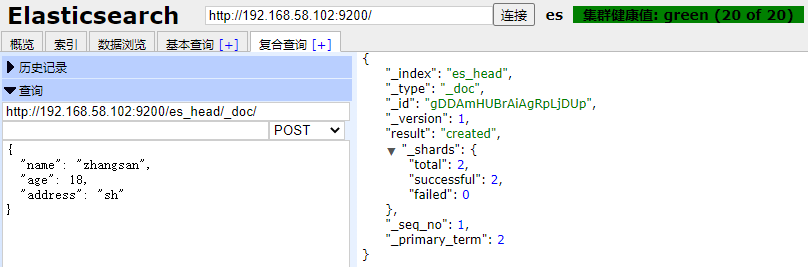 Elasticsearch http://192.168.58.102:9200/ 连接 es 集群健康值: green (20 of 20)
概览 索引 数据浏览 基本查询 [+] 复合查询 [+]
历史记录
查询
http://192.168.58.102:9200/es_head/_doc/
POST
{
"name": "zhangsan",
"age": 18,
"address": "sh"
}
{
"_index": "es_head",
"_type": "_doc",
"_id": "gDDAmHUBrAiAgRpLjDUp",
"_version": 1,
"result": "created",
"_shards": {
"total": 2,
"successful": 2,
"failed": 0
},
"_seq_no": 1,
"_primary_term": 2
}